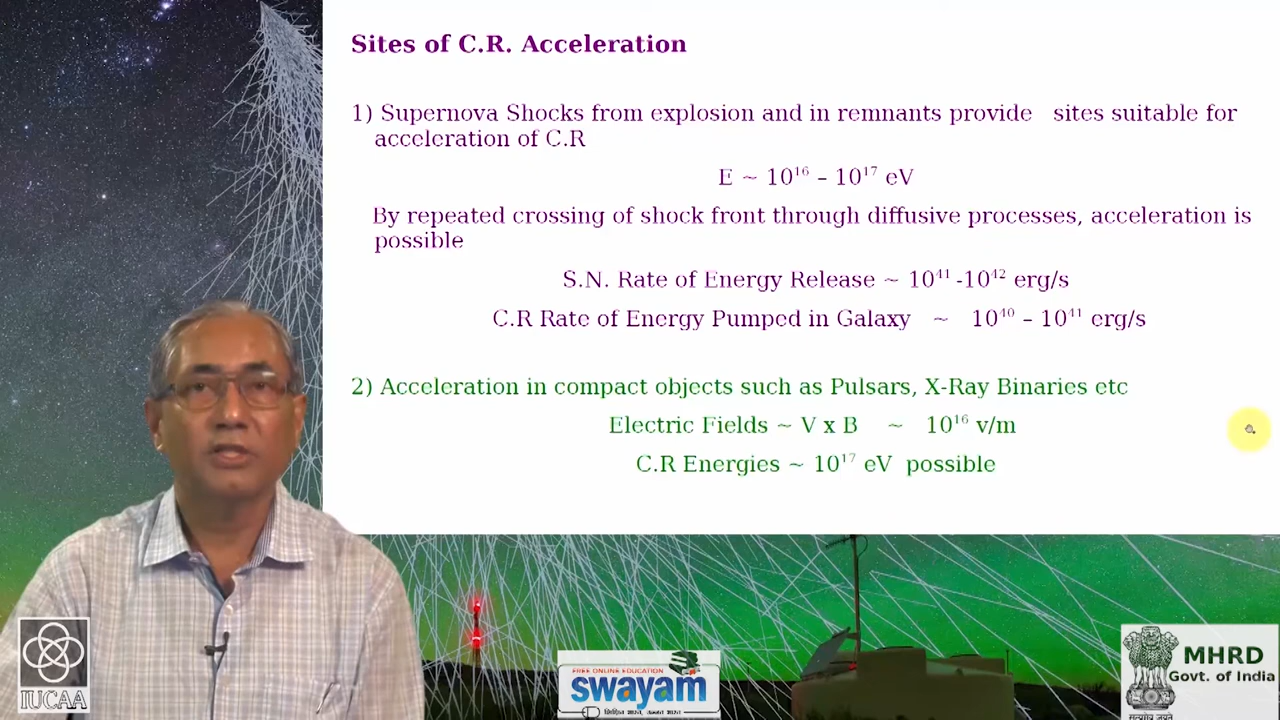 Sites of C.R. Acceleration
1) Supernova Shocks from explosion and in remnants provide sites suitable for
acceleration of C.R
E ~ 10¹⁶ – 10¹⁷ eV
By repeated crossing of shock front through diffusive processes, acceleration is
possible
S.N. Rate of Energy Release ~ 10⁴¹ -10⁴² erg/s
C.R Rate of Energy Pumped in Galaxy ~ 10⁴⁰ – 10⁴¹ erg/s
2) Acceleration in compact objects such as Pulsars, X-Ray Binaries etc
Electric Fields ~ V x B ~ 10¹⁶ v/m
C.R Energies ~ 10¹⁷ eV possible
IUCAA
FREE ONLINE EDUCATION
swayam
MHRD
Govt. of India